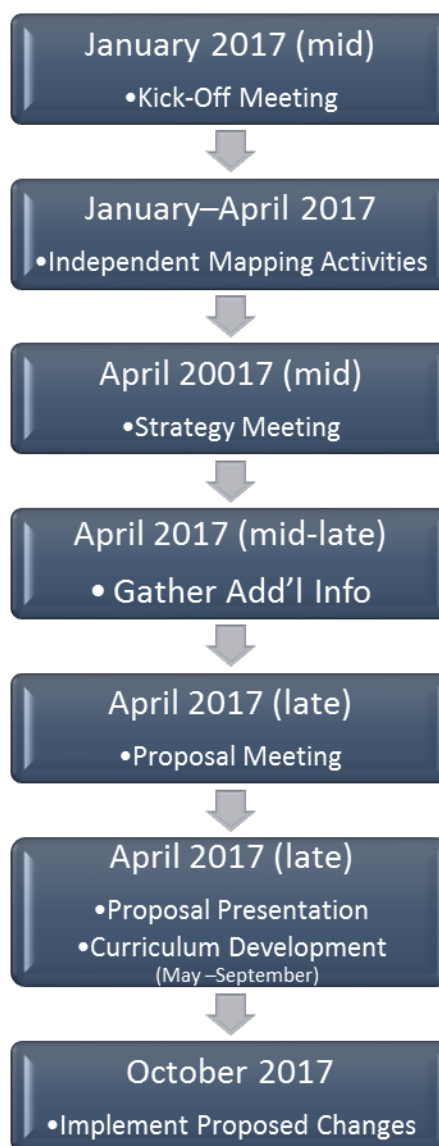 January 2017 (mid)
•Kick-Off Meeting
January–April 2017
•Independent Mapping Activities
April 20017 (mid)
•Strategy Meeting
April 2017 (mid-late)
• Gather Add'l Info
April 2017 (late)
•Proposal Meeting
April 2017 (late)
•Proposal Presentation
•Curriculum Development
(May –September)
October 2017
•Implement Proposed Changes